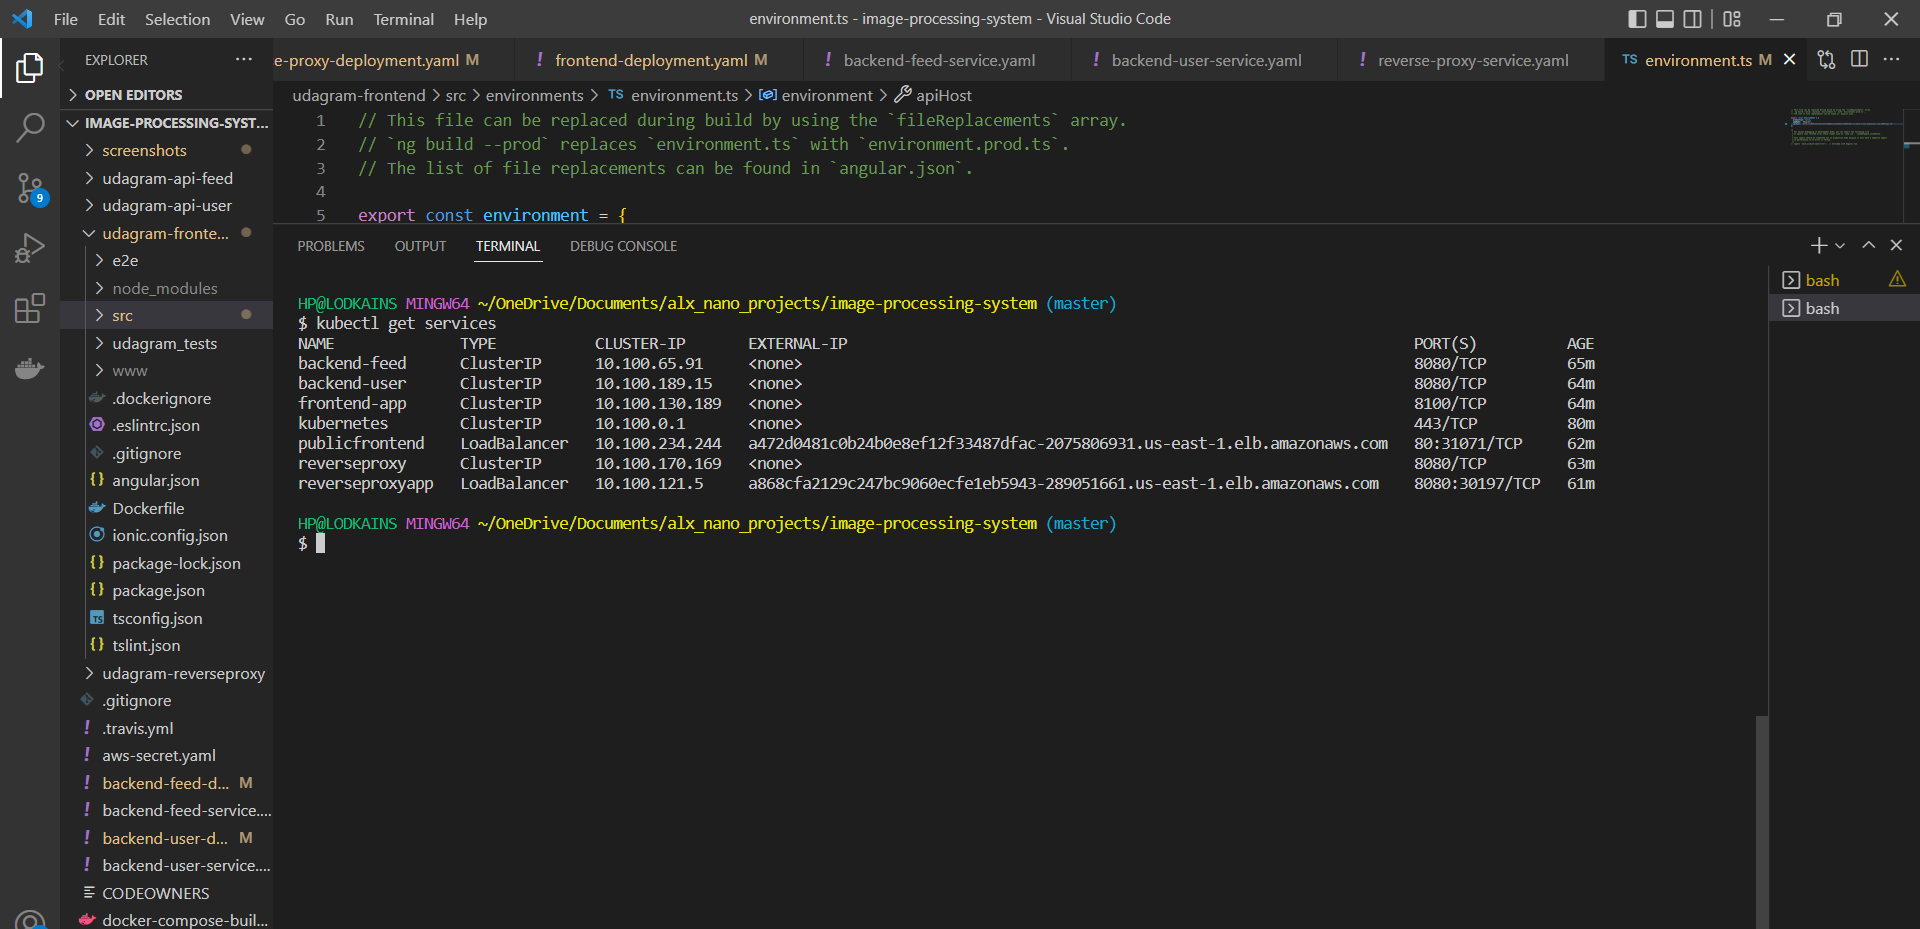 File Edit Selection View Go Run Terminal Help
environment.ts - image-processing-system - Visual Studio Code
EXPLORER
OPEN EDITORS
IMAGE-PROCESSING-SYST...
screenshots
udagram-api-feed
udagram-api-user
udagram-fronte...
e2e
node_modules
src
udagram_tests
www
.dockerignore
.eslintrc.json
.gitignore
angular.json
Dockerfile
ionic.config.json
package-lock.json
package.json
tsconfig.json
tslint.json
udagram-reverseproxy
.gitignore
.travis.yml
aws-secret.yaml
backend-feed-d... M
backend-feed-service....
backend-user-d... M
backend-user-service....
CODEOWNERS
docker-compose-buil...
9
e-proxy-deployment.yaml M
! frontend-deployment.yaml M
! backend-feed-service.yaml
! backend-user-service.yaml
! reverse-proxy-service.yaml
TS environment.ts M
udagram-frontend > src > environments > TS environment.ts > environment > apiHost
1 // This file can be replaced during build by using the `fileReplacements` array.
2 // `ng build --prod` replaces `environment.ts` with `environment.prod.ts`.
3 // The list of file replacements can be found in `angular.json`.
4
5 export const environment = {
PROBLEMS OUTPUT TERMINAL DEBUG CONSOLE
HP@LODKAINS MINGW64 ~/OneDrive/Documents/alx_nano_projects/image-processing-system (master)
$ kubectl get services
NAME TYPE CLUSTER-IP EXTERNAL-IP PORT(S) AGE
backend-feed ClusterIP 10.100.65.91 <none> 8080/TCP 65m
backend-user ClusterIP 10.100.189.15 <none> 8080/TCP 64m
frontend-app ClusterIP 10.100.130.189 <none> 8100/TCP 64m
kubernetes ClusterIP 10.100.0.1 <none> 443/TCP 80m
publicfrontend LoadBalancer 10.100.234.244 a472d0481c0b24b0e8ef12f33487dfac-2075806931.us-east-1.elb.amazonaws.com 80:31071/TCP 62m
reverseproxy ClusterIP 10.100.170.169 <none> 8080/TCP 63m
reverseproxyapp LoadBalancer 10.100.121.5 a868cfa2129c247bc9060ecfe1eb5943-289051661.us-east-1.elb.amazonaws.com 8080:30197/TCP 61m
HP@LODKAINS MINGW64 ~/OneDrive/Documents/alx_nano_projects/image-processing-system (master)
$
bash
bash